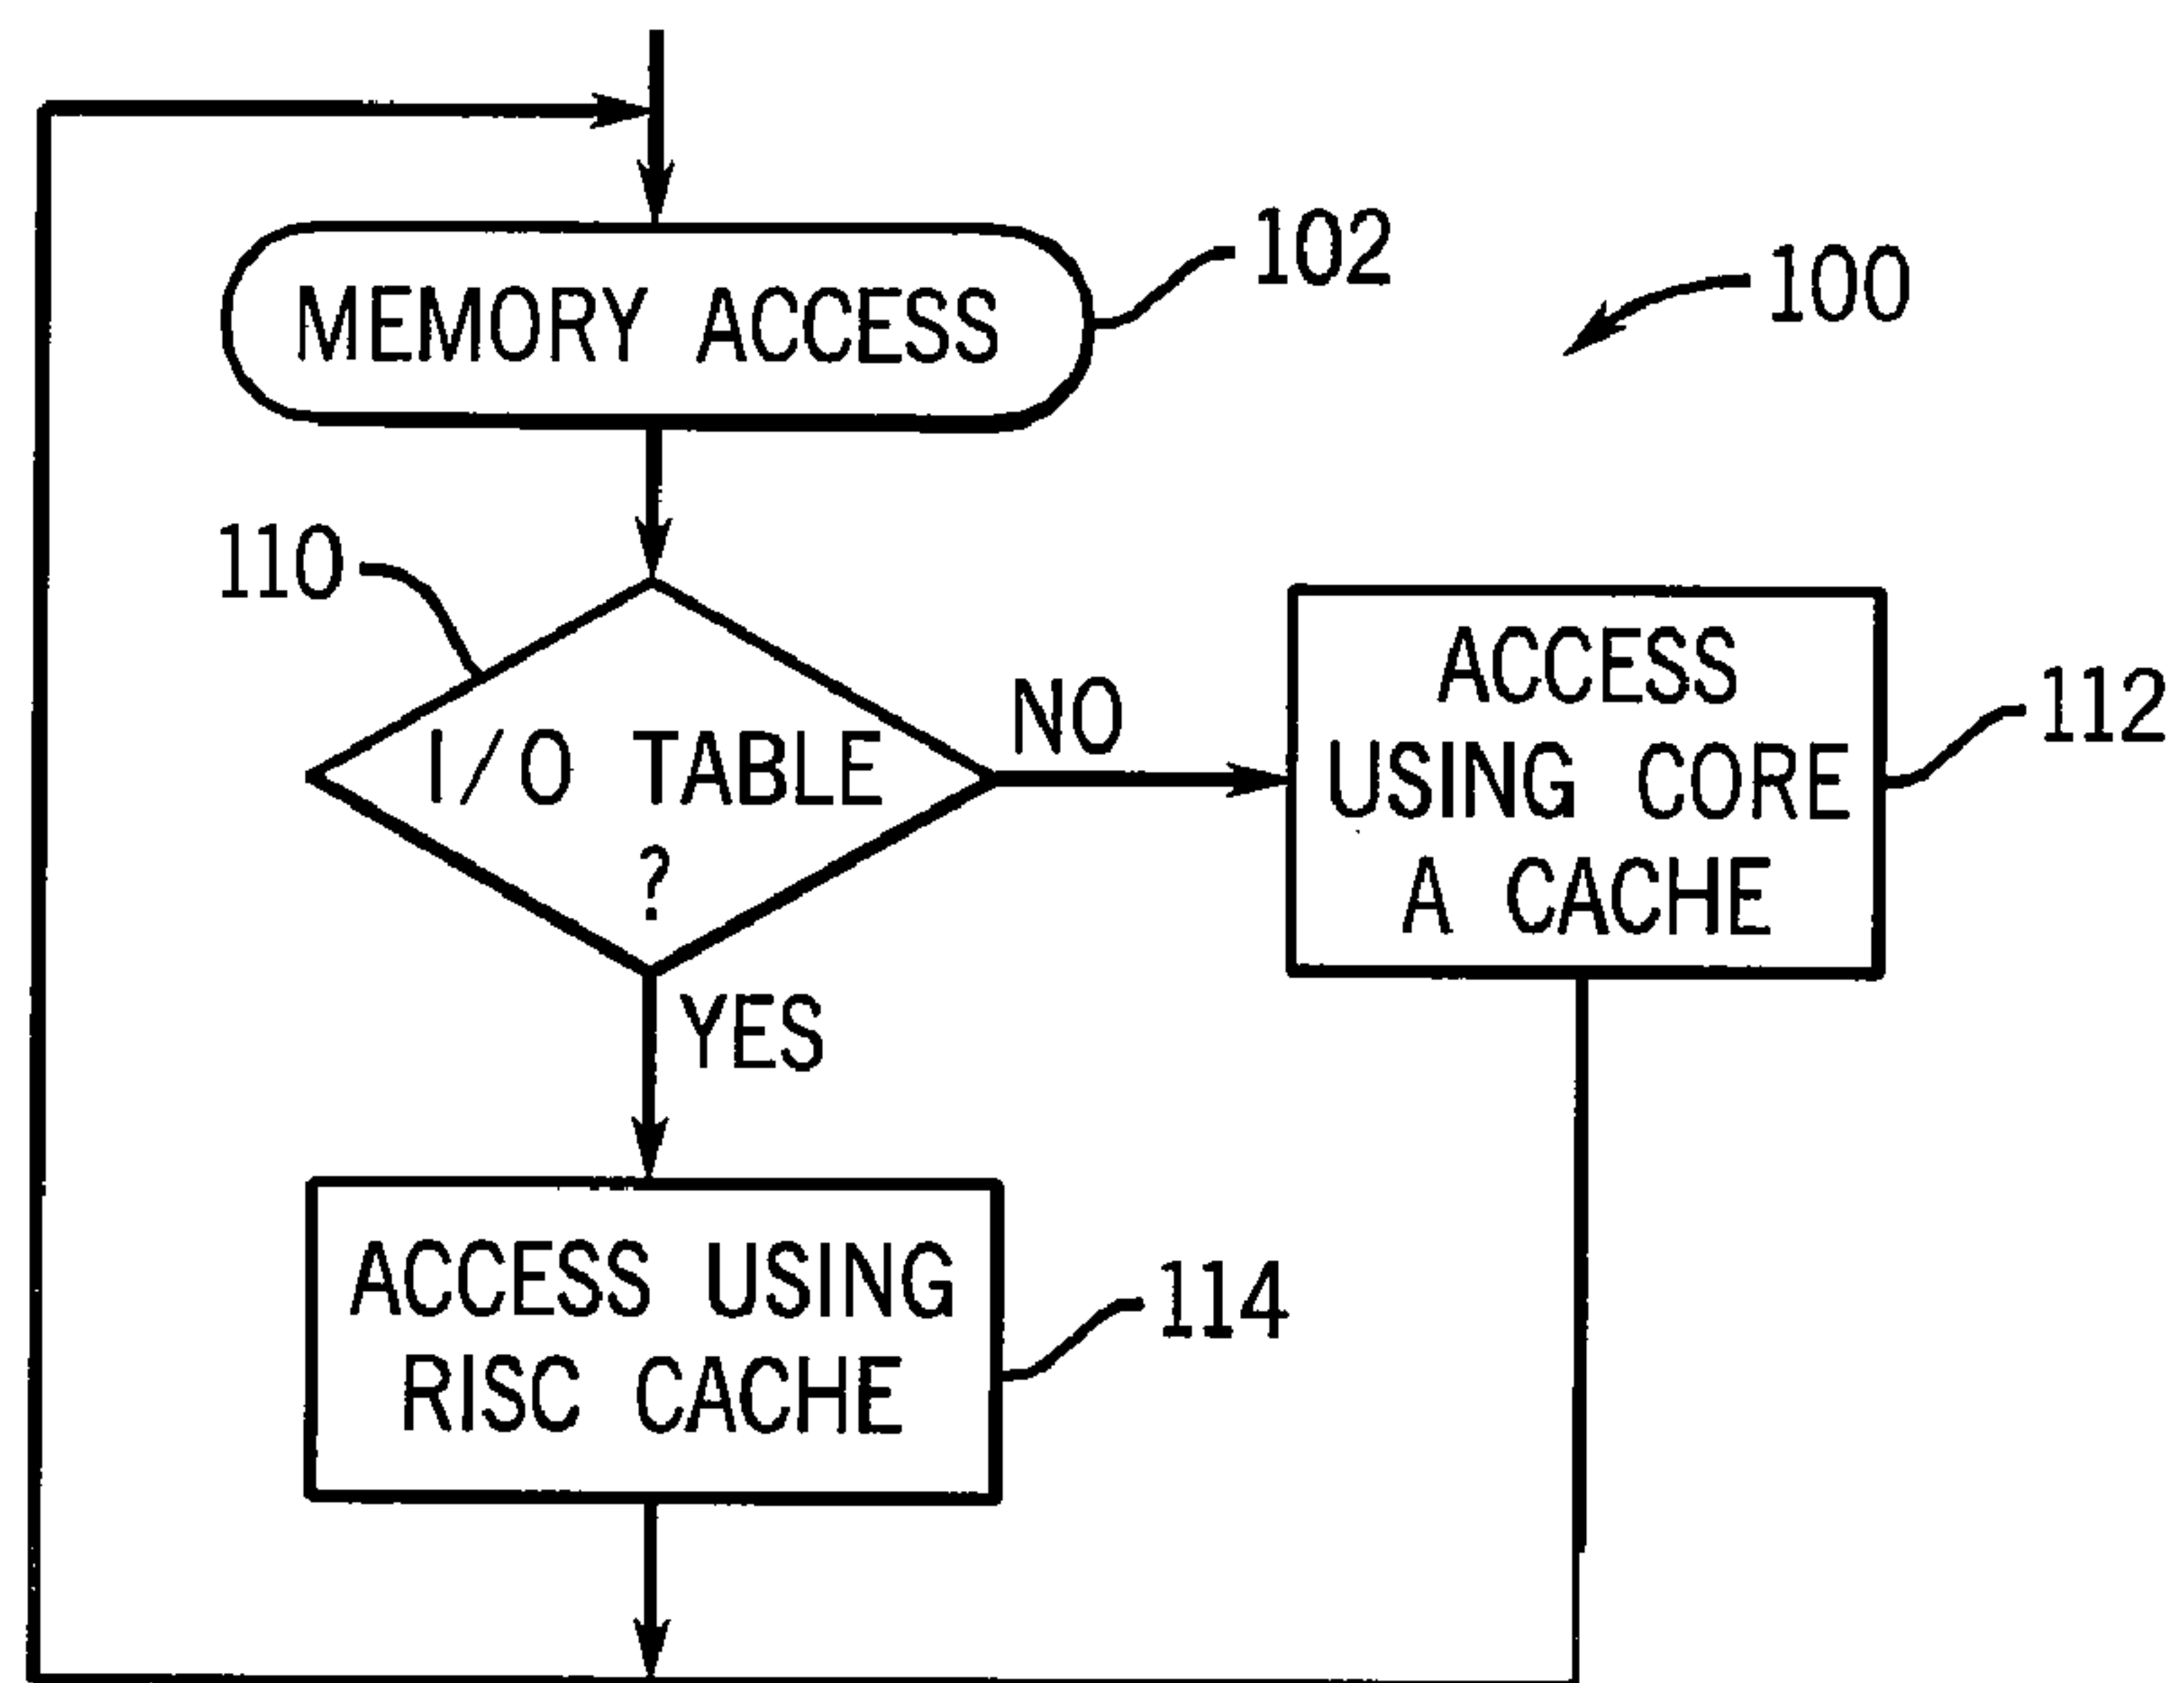 102
100
MEMORY ACCESS
110
I/O TABLE
?
NO
ACCESS
USING CORE
A CACHE
112
YES
ACCESS USING
RISC CACHE
114